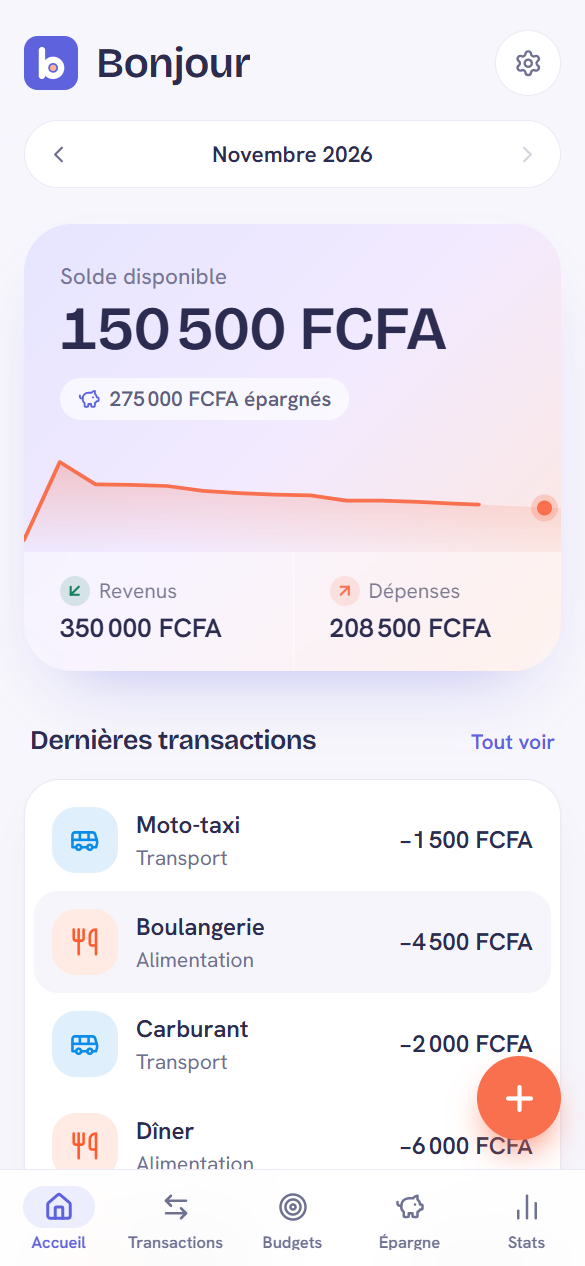 b Bonjour
Novembre 2026
Solde disponible
150 500 FCFA
275 000 FCFA épargnés
Revenus
350 000 FCFA
Dépenses
208 500 FCFA
Dernières transactions
Tout voir
Moto-taxi
Transport
−1 500 FCFA
Boulangerie
Alimentation
−4 500 FCFA
Carburant
Transport
−2 000 FCFA
Dîner
Alimentation
−6 000 FCFA
Accueil
Transactions
Budgets
Épargne
Stats